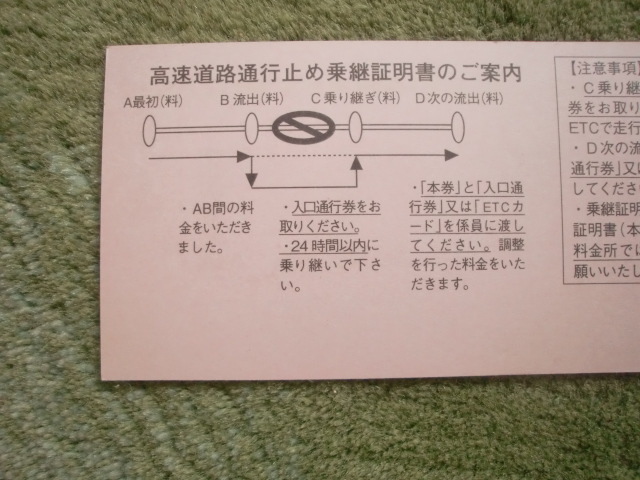 高速道路通行止め乗継証明書のご案内
A最初(料) B流出(料) C乗り継ぎ(料) D次の流出(料)
・AB間の料
金をいただき
ました。
・入口通行券をお
取りください。
・24時間以内に
乗り継いで下さ
い。
・「本券」と「入口通
行券」又は「ETCカ
ード」を係員に渡し
てください。調整
を行った料金をいた
だきます。
【注意事項】
・C乗り継
券をお取り
ETCで走行
・D次の流
通行券」又は
してくださ
・乗継証明
証明書(本
料金所では
願いいたし